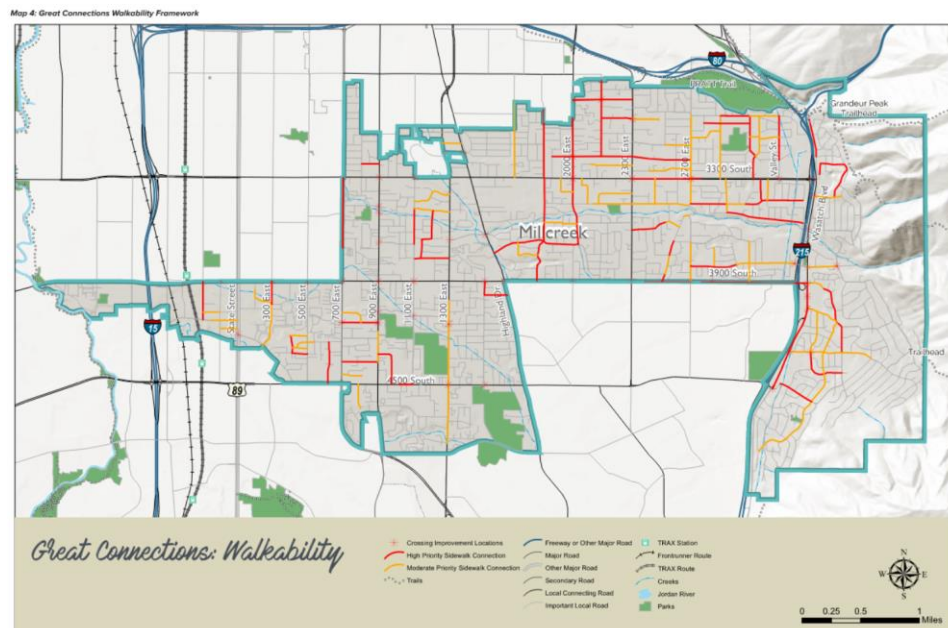 Map 4: Great Connections Walkability Framework
80
PRATT Trail
Grandeur Peak
Trailhead
2000 East
2300 East
2700 East
Valley St.
3300 South
Wasatch Blvd
Millcreek
215
3900 South
State Street
300 East
500 East
700 East
900 East
1100 East
1300 East
Highland Dr
15
Trailhead
89
4500 South
Great Connections: Walkability
Crossing Improvement Locations
High Priority Sidewalk Connection
Moderate Priority Sidewalk Connection
Trails
Freeway or Other Major Road
Major Road
Other Major Road
Secondary Road
Local Connecting Road
Important Local Road
TRAX Station
Frontrunner Route
TRAX Route
Creeks
Jordan River
Parks
N
W E
S
0 0.25 0.5 1
Miles